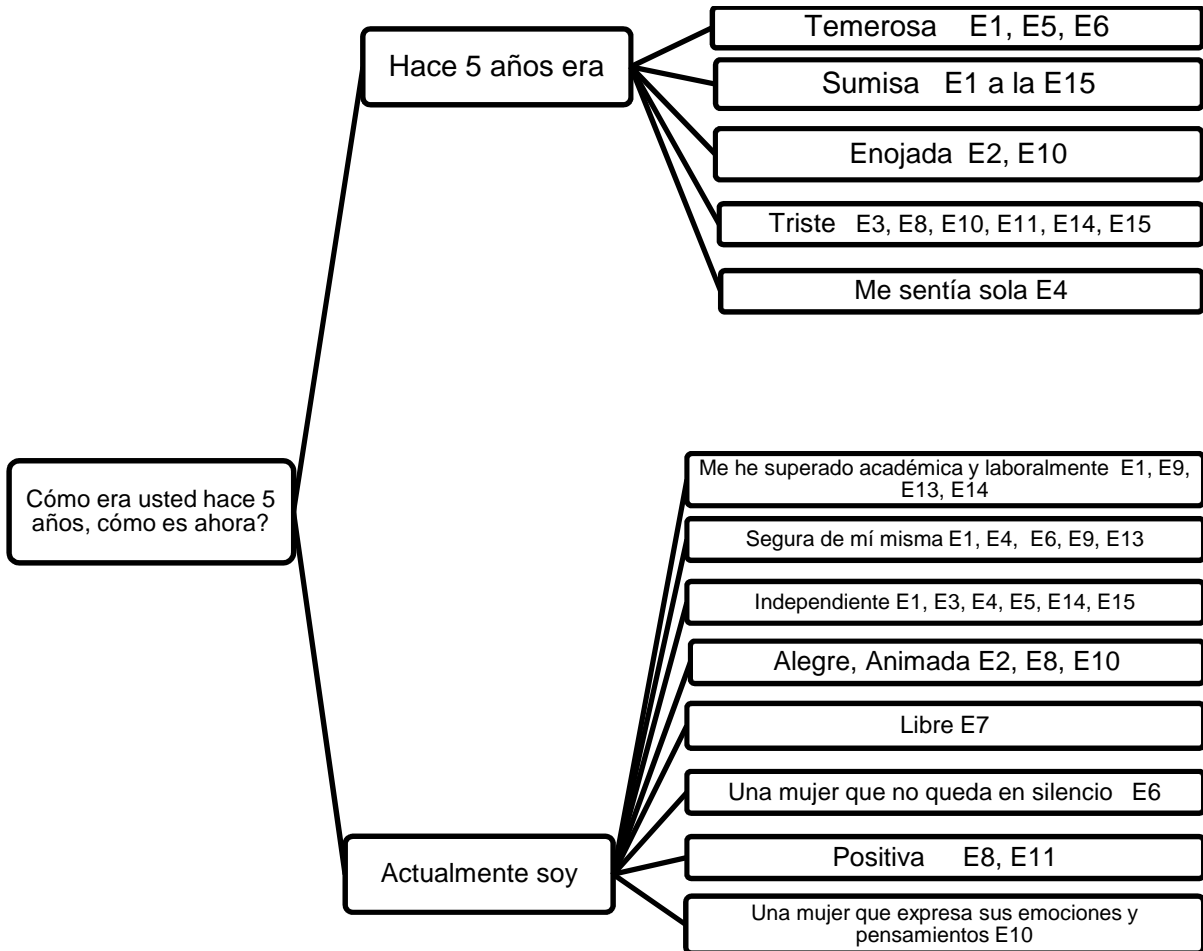 Cómo era usted hace 5
años, cómo es ahora?
Hace 5 años era
Temerosa E1, E5, E6
Sumisa E1 a la E15
Enojada E2, E10
Triste E3, E8, E10, E11, E14, E15
Me sentía sola E4
Actualmente soy
Me he superado académica y laboralmente E1, E9,
E13, E14
Segura de mí misma E1, E4, E6, E9, E13
Independiente E1, E3, E4, E5, E14, E15
Alegre, Animada E2, E8, E10
Libre E7
Una mujer que no queda en silencio E6
Positiva E8, E11
Una mujer que expresa sus emociones y
pensamientos E10